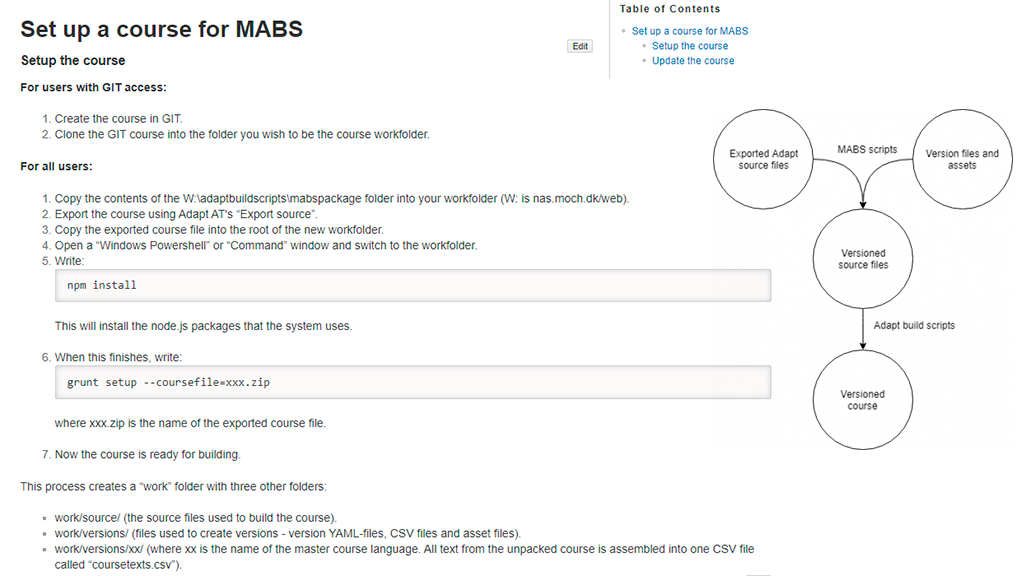 Set up a course for MABS
Edit
Setup the course
For users with GIT access:
1. Create the course in GIT.
2. Clone the GIT course into the folder you wish to be the course workfolder.
For all users:
1. Copy the contents of the W:\adaptbuildscripts\mabspackage folder into your workfolder (W: is nas.moch.dk/web).
2. Export the course using Adapt AT's “Export source”.
3. Copy the exported course file into the root of the new workfolder.
4. Open a “Windows Powershell” or “Command” window and switch to the workfolder.
5. Write:
npm install
This will install the node.js packages that the system uses.
6. When this finishes, write:
grunt setup --coursefile=xxx.zip
where xxx.zip is the name of the exported course file.
7. Now the course is ready for building.
This process creates a “work” folder with three other folders:
work/source/ (the source files used to build the course).
work/versions/ (files used to create versions - version YAML-files, CSV files and asset files).
work/versions/xx/ (where xx is the name of the master course language. All text from the unpacked course is assembled into one CSV file
called “coursetexts.csv”).
Table of Contents
Set up a course for MABS
Setup the course
Update the course
Exported Adapt
source files
MABS scripts
Version files and
assets
Versioned
source files
Adapt build scripts
Versioned
course